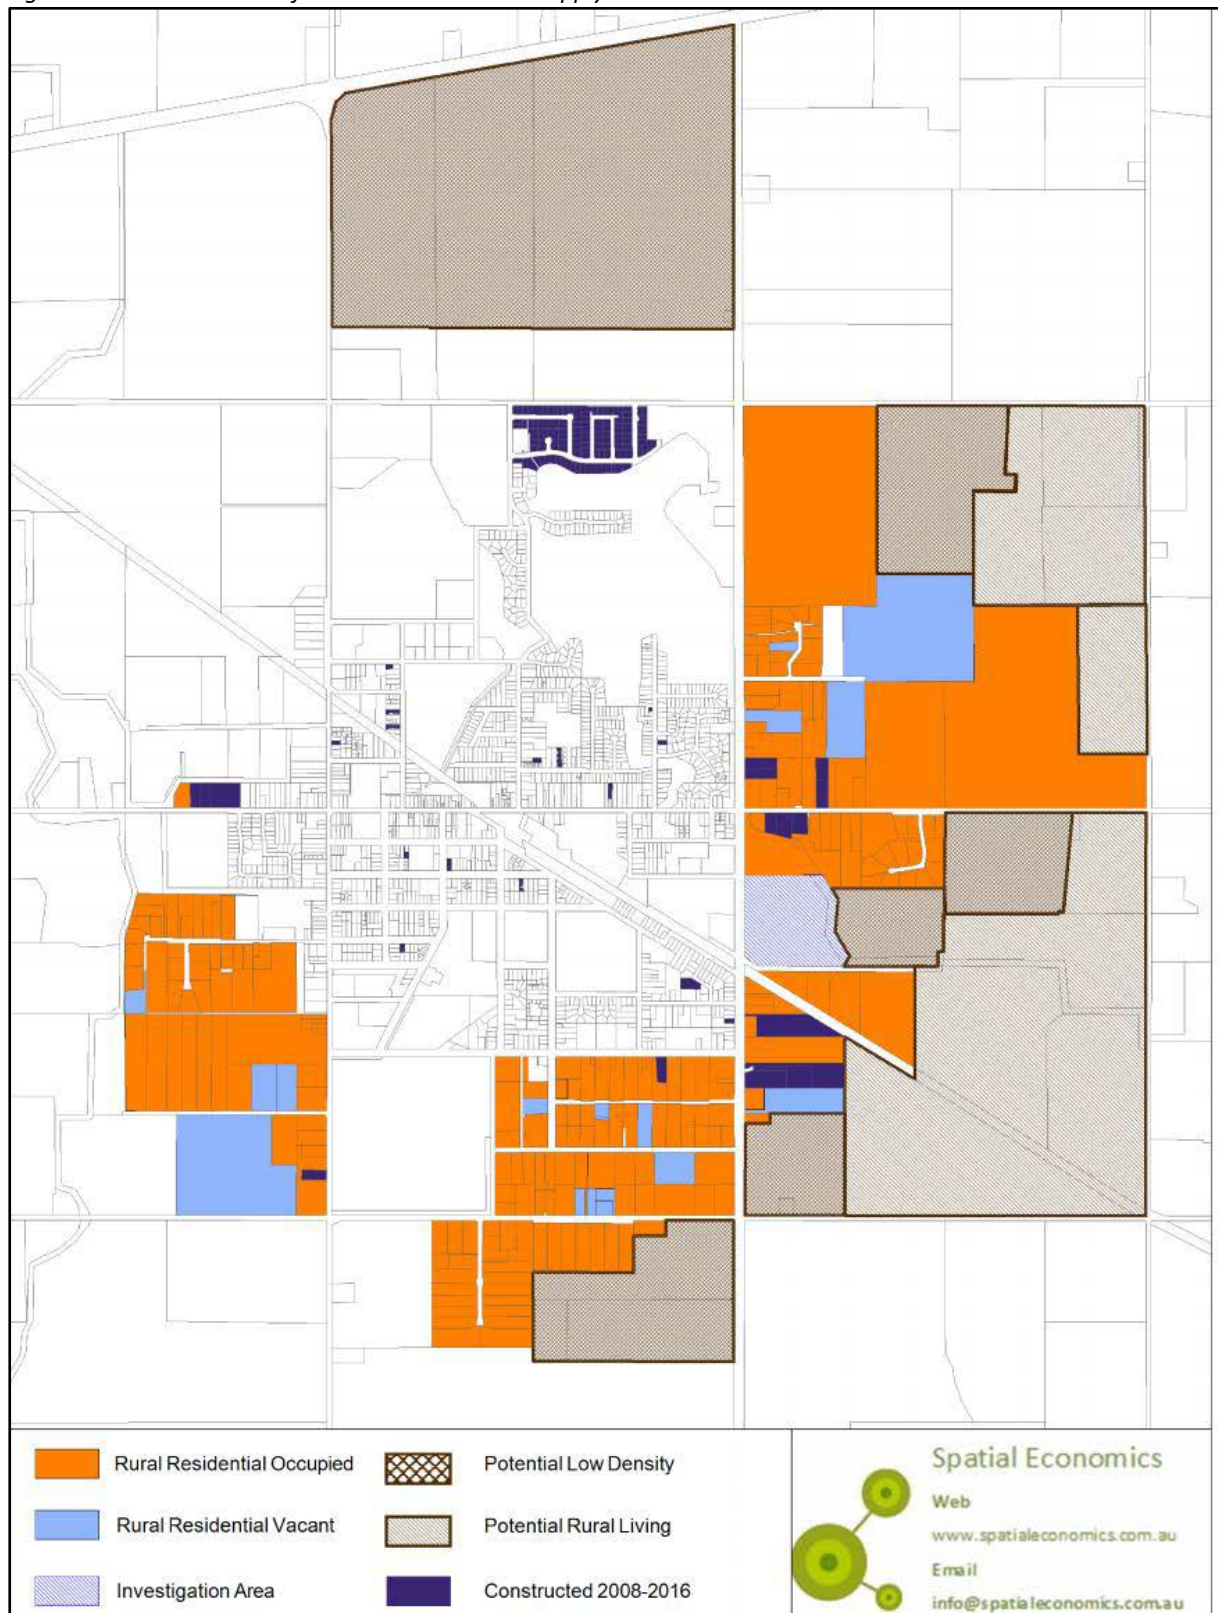 Rural Residential Occupied
Potential Low Density
Rural Residential Vacant
Potential Rural Living
Investigation Area
Constructed 2008-2016
Spatial Economics
Web
www.spatialeconomics.com.au
Email
info@spatialeconomics.com.au